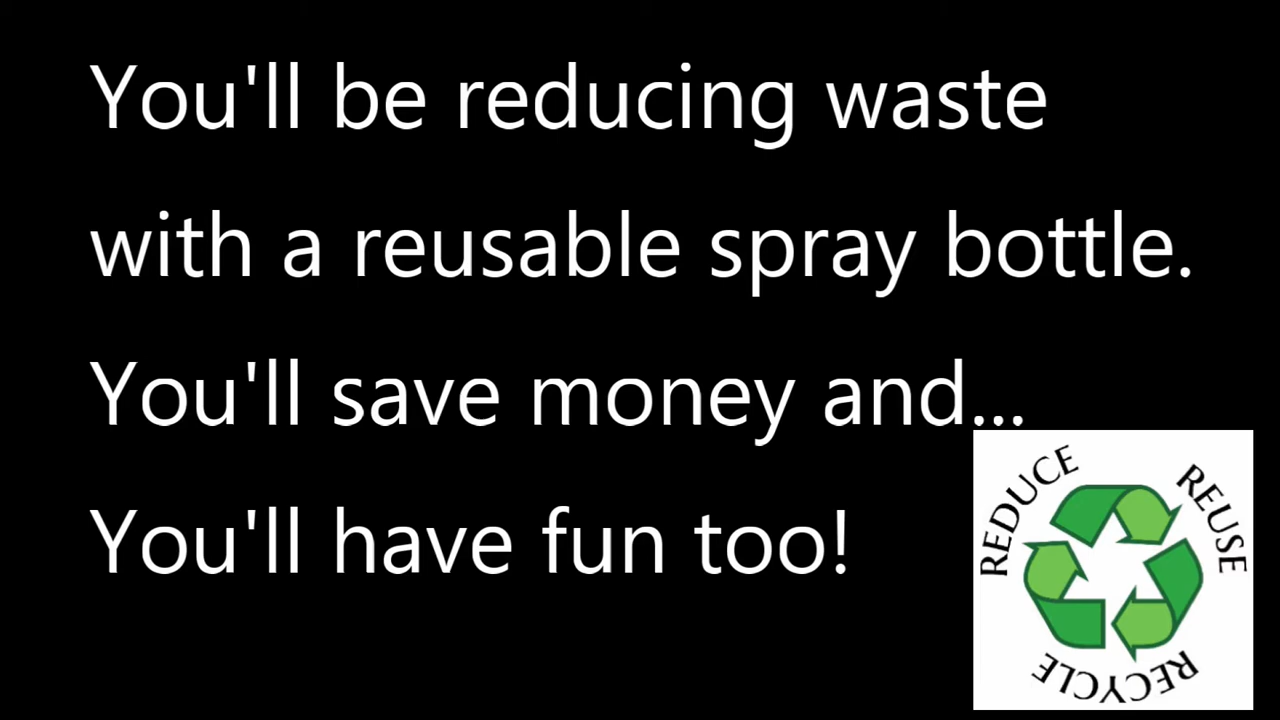 You'll be reducing waste
with a reusable spray bottle.
You'll save money and...
You'll have fun too!
REDUCE
REUSE
RECYCLE